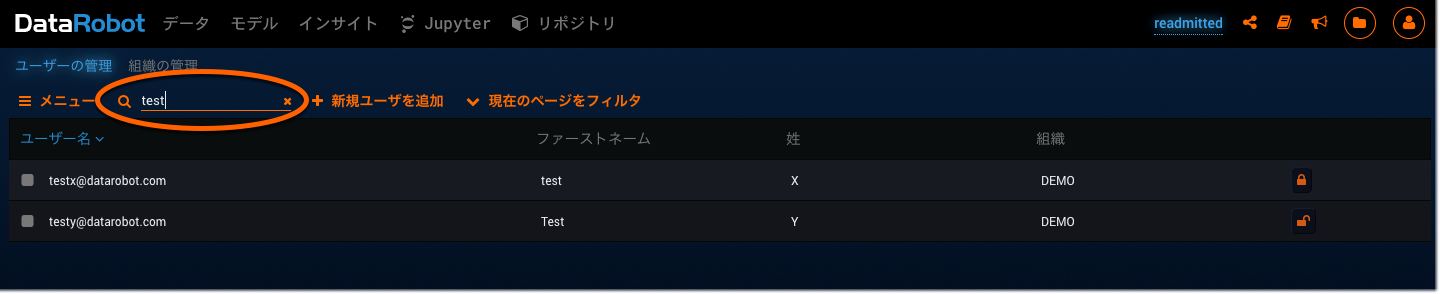 DataRobot データ モデル インサイト Jupyter リポジトリ readmitted
ユーザーの管理 組織の管理
メニュー test 新規ユーザを追加 現在のページをフィルタ
ユーザー名 ファーストネーム 姓 組織
testx@datarobot.com test X DEMO
testy@datarobot.com Test Y DEMO